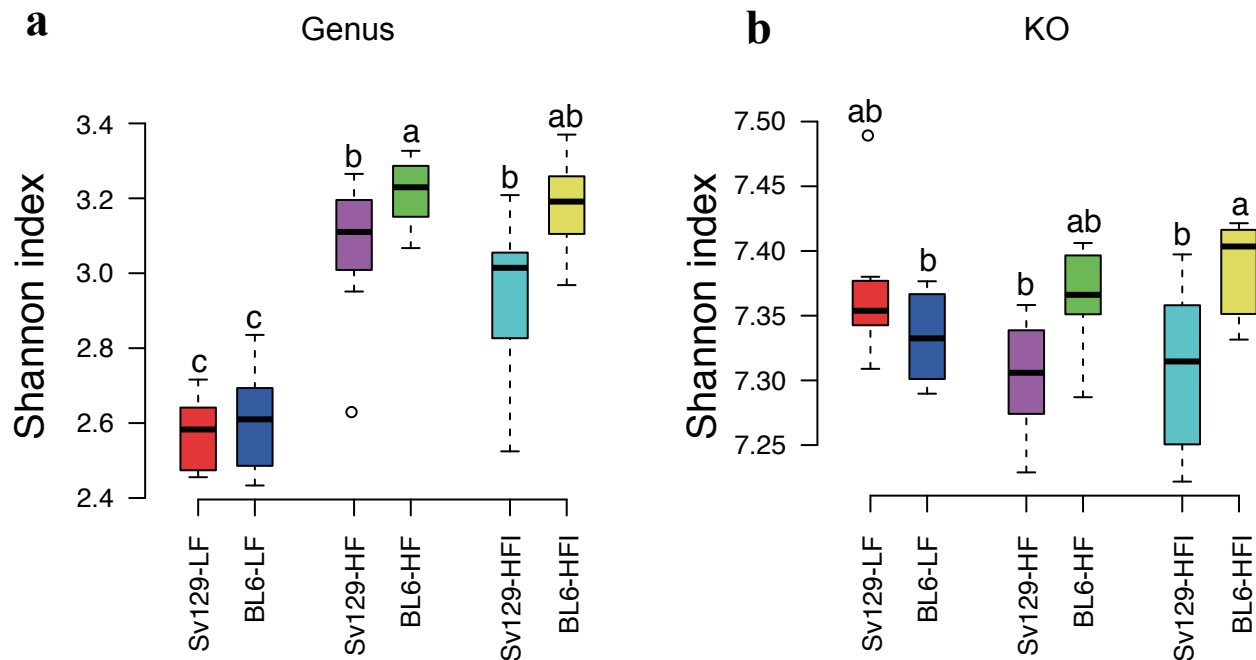 a
Genus
Shannon index
3.4
3.2
3.0
2.8
2.6
2.4
c
c
b
a
b
ab
Sv129-LF
BL6-LF
Sv129-HF
BL6-HF
Sv129-HFI
BL6-HFI
b
KO
Shannon index
7.50
7.45
7.40
7.35
7.30
7.25
ab
b
b
ab
b
a
Sv129-LF
BL6-LF
Sv129-HF
BL6-HF
Sv129-HFI
BL6-HFI